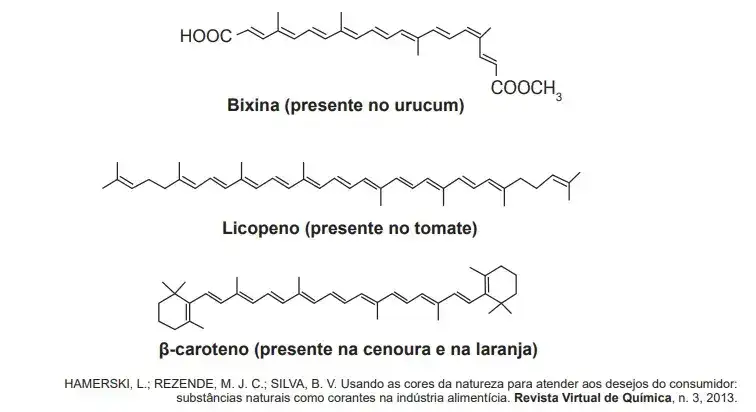 HOOC
COOCH3
Bixina (presente no urucum)
Licopeno (presente no tomate)
β-caroteno (presente na cenoura e na laranja)
HAMERSKI, L.; REZENDE, M. J. C.; SILVA, B. V. Usando as cores da natureza para atender aos desejos do consumidor:
substâncias naturais como corantes na indústria alimentícia. Revista Virtual de Química, n. 3, 2013.